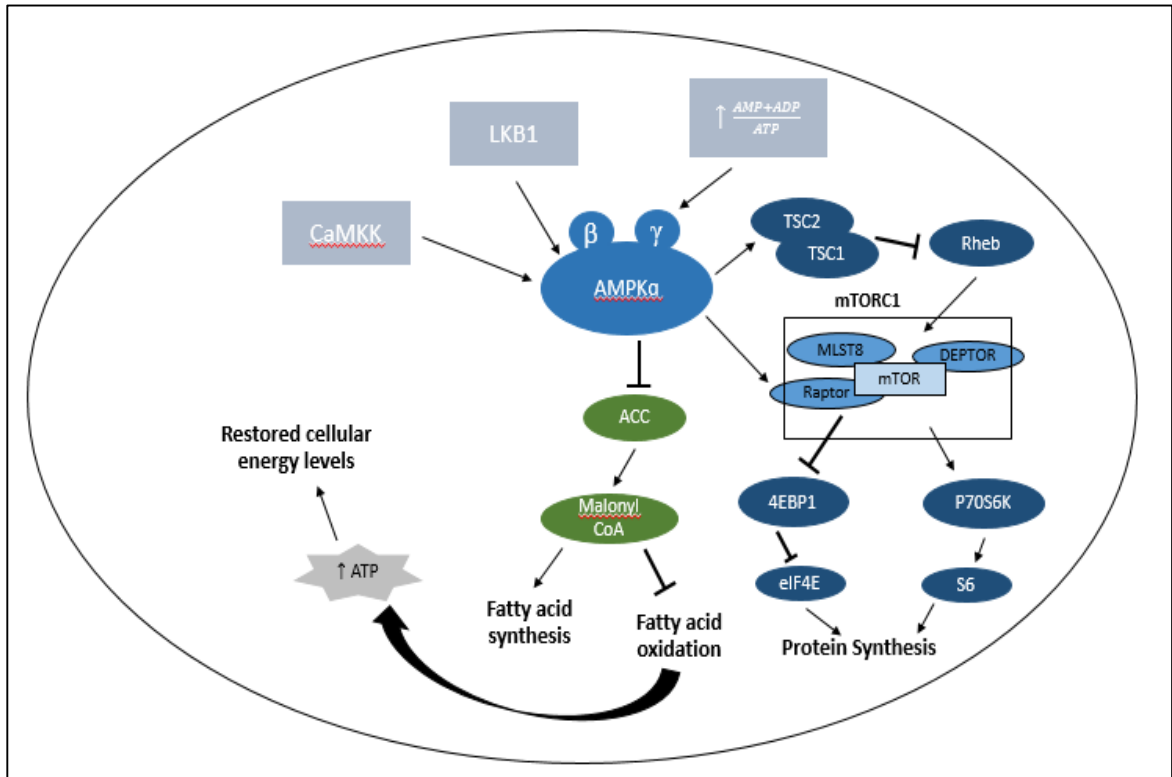 ↑ AMP+ADP
ATP
LKB1
CaMKK
β γ
AMPKα
TSC2
TSC1
Rheb
mTORC1
MLST8
DEPTOR
mTOR
Raptor
ACC
Restored cellular
energy levels
4EBP1
P70S6K
Malonyl
CoA
↑ ATP
eIF4E
S6
Fatty acid
synthesis
Fatty acid
oxidation
Protein Synthesis